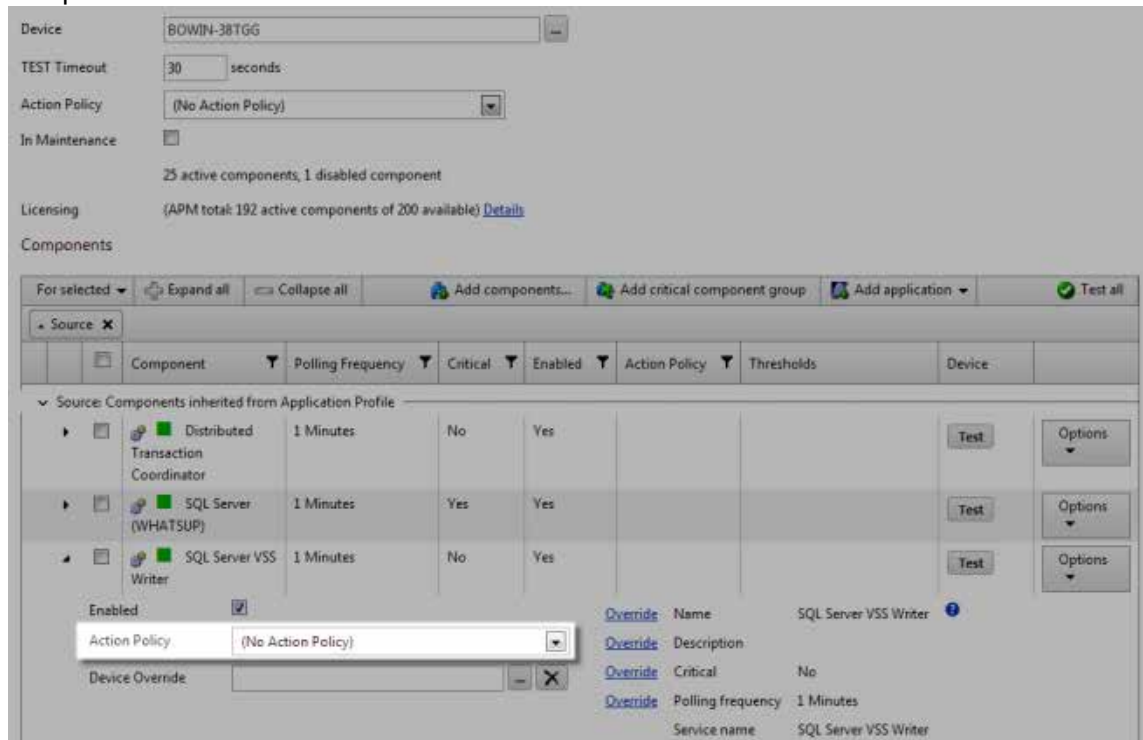 Device BOWIN-38TGG ...
TEST Timeout 30 seconds
Action Policy (No Action Policy)
In Maintenance
25 active components, 1 disabled component
Licensing (APM total: 192 active components of 200 available) Details
Components
For selected Expand all Collapse all Add components... Add critical component group Add application Test all
Source X
Component Polling Frequency Critical Enabled Action Policy Thresholds Device
Source: Components inherited from Application Profile
Distributed 1 Minutes No Yes Test Options
Transaction
Coordinator
SQL Server 1 Minutes Yes Yes Test Options
(WHATSUP)
SQL Server VSS 1 Minutes No Yes Test Options
Writer
Enabled Override Name SQL Server VSS Writer ?
Action Policy (No Action Policy) Override Description
Device Override ... X Override Critical No
Override Polling frequency 1 Minutes
Service name SQL Server VSS Writer